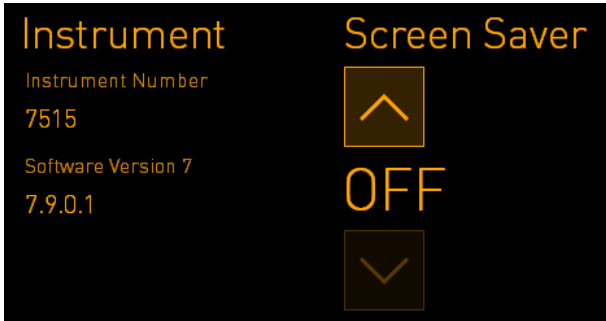 Instrument
Instrument Number
7515
Software Version 7
7.9.0.1
Screen Saver
OFF